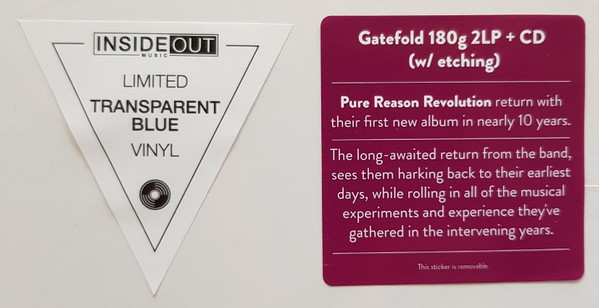 INSIDEOUT
MUSIC
LIMITED
TRANSPARENT
BLUE
VINYL
Gatefold 180g 2LP + CD
(w/ etching)
Pure Reason Revolution return with
their first new album in nearly 10 years.
The long-awaited return from the band,
sees them harking back to their earliest
days, while rolling in all of the musical
experiments and experience they've
gathered in the intervening years.
This sticker is removable